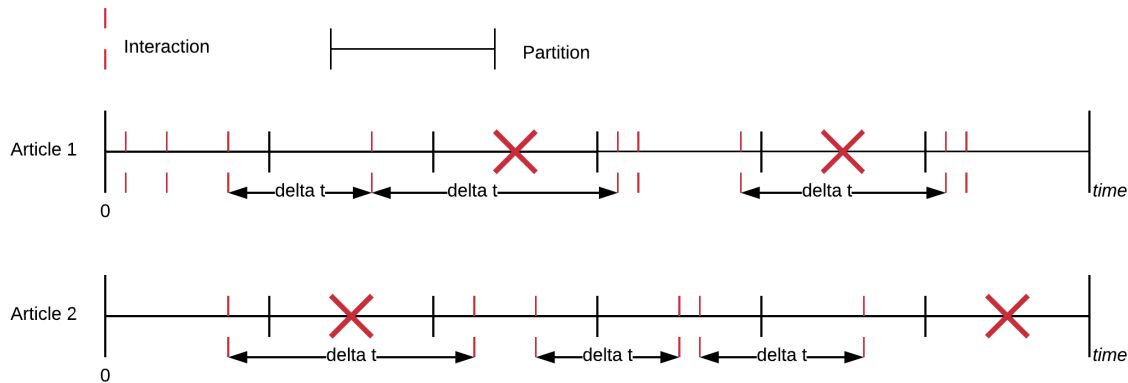 Interaction
Partition
Article 1
delta t
delta t
delta t
time
0
Article 2
delta t
delta t
delta t
time
0